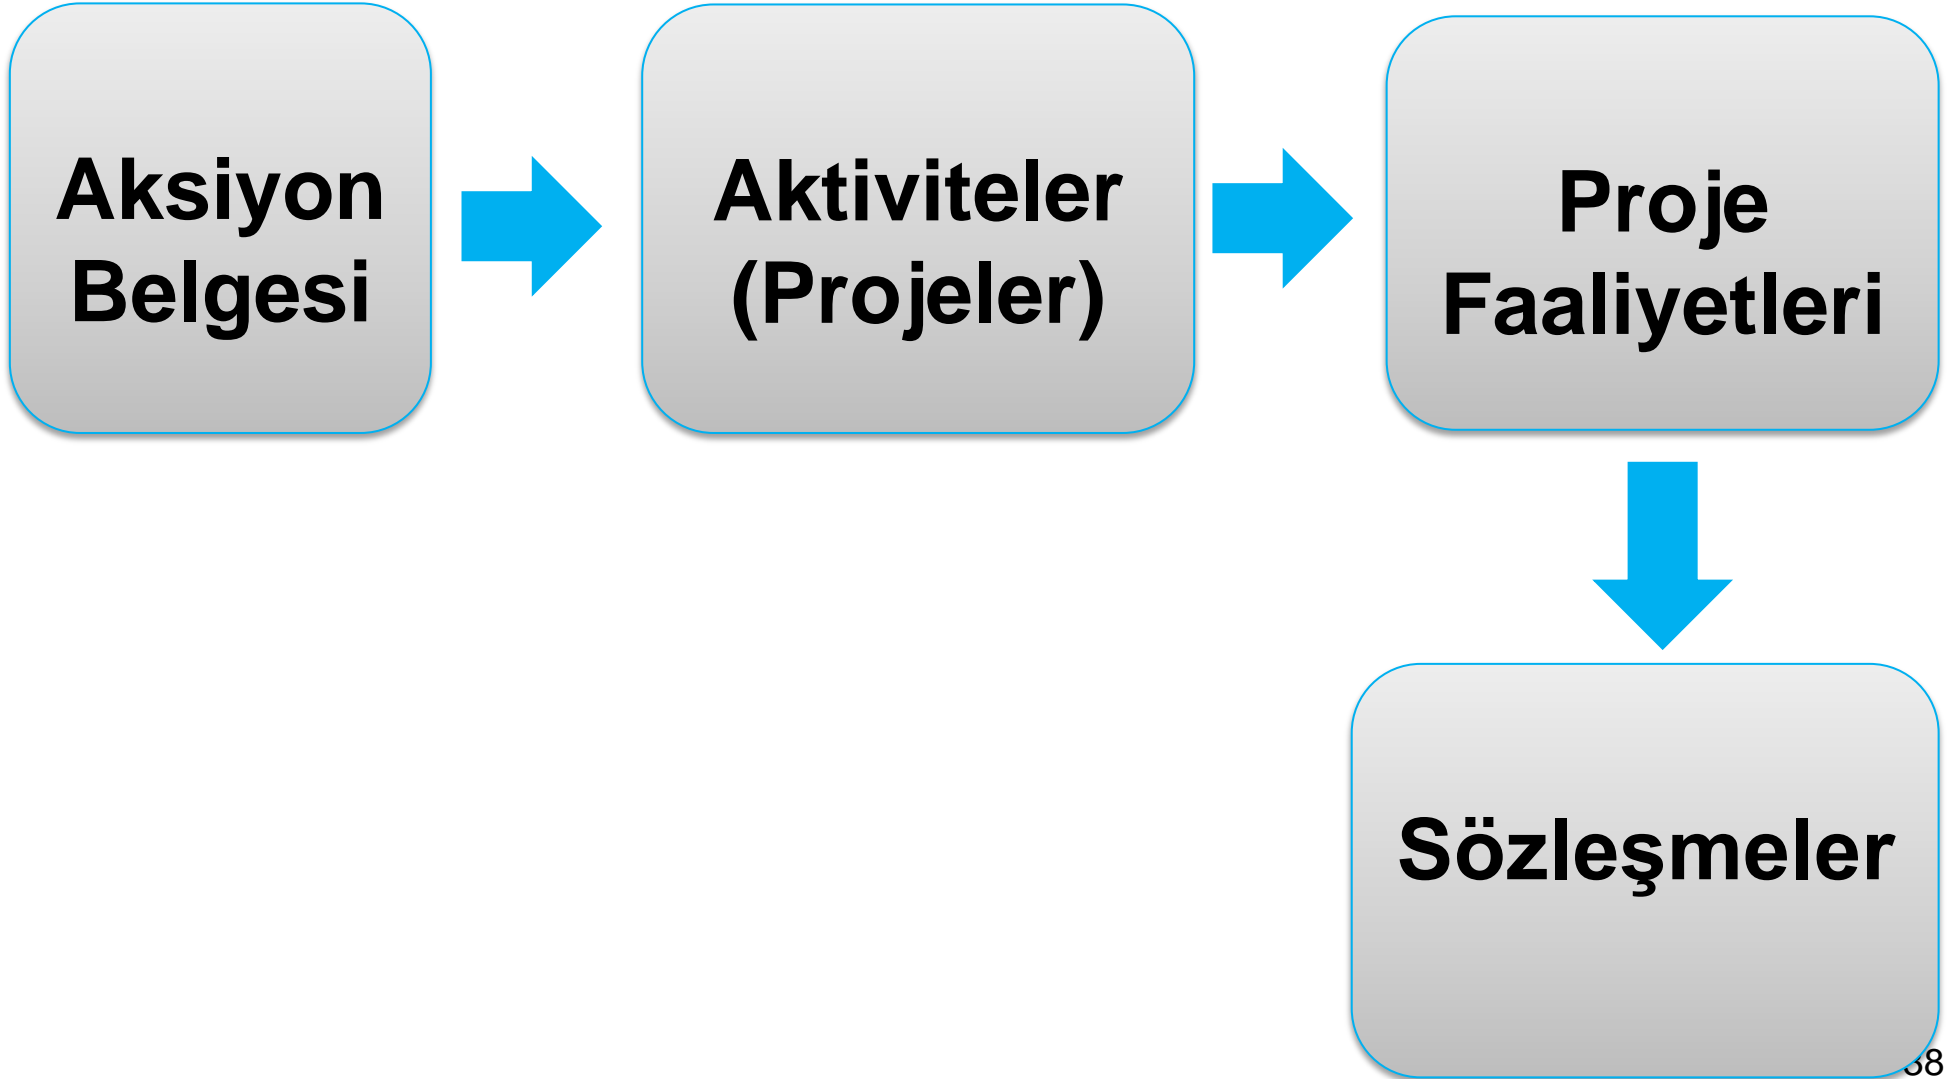 Aksiyon
Belgesi
Aktiviteler
(Projeler)
Proje
Faaliyetleri
Sözleşmeler